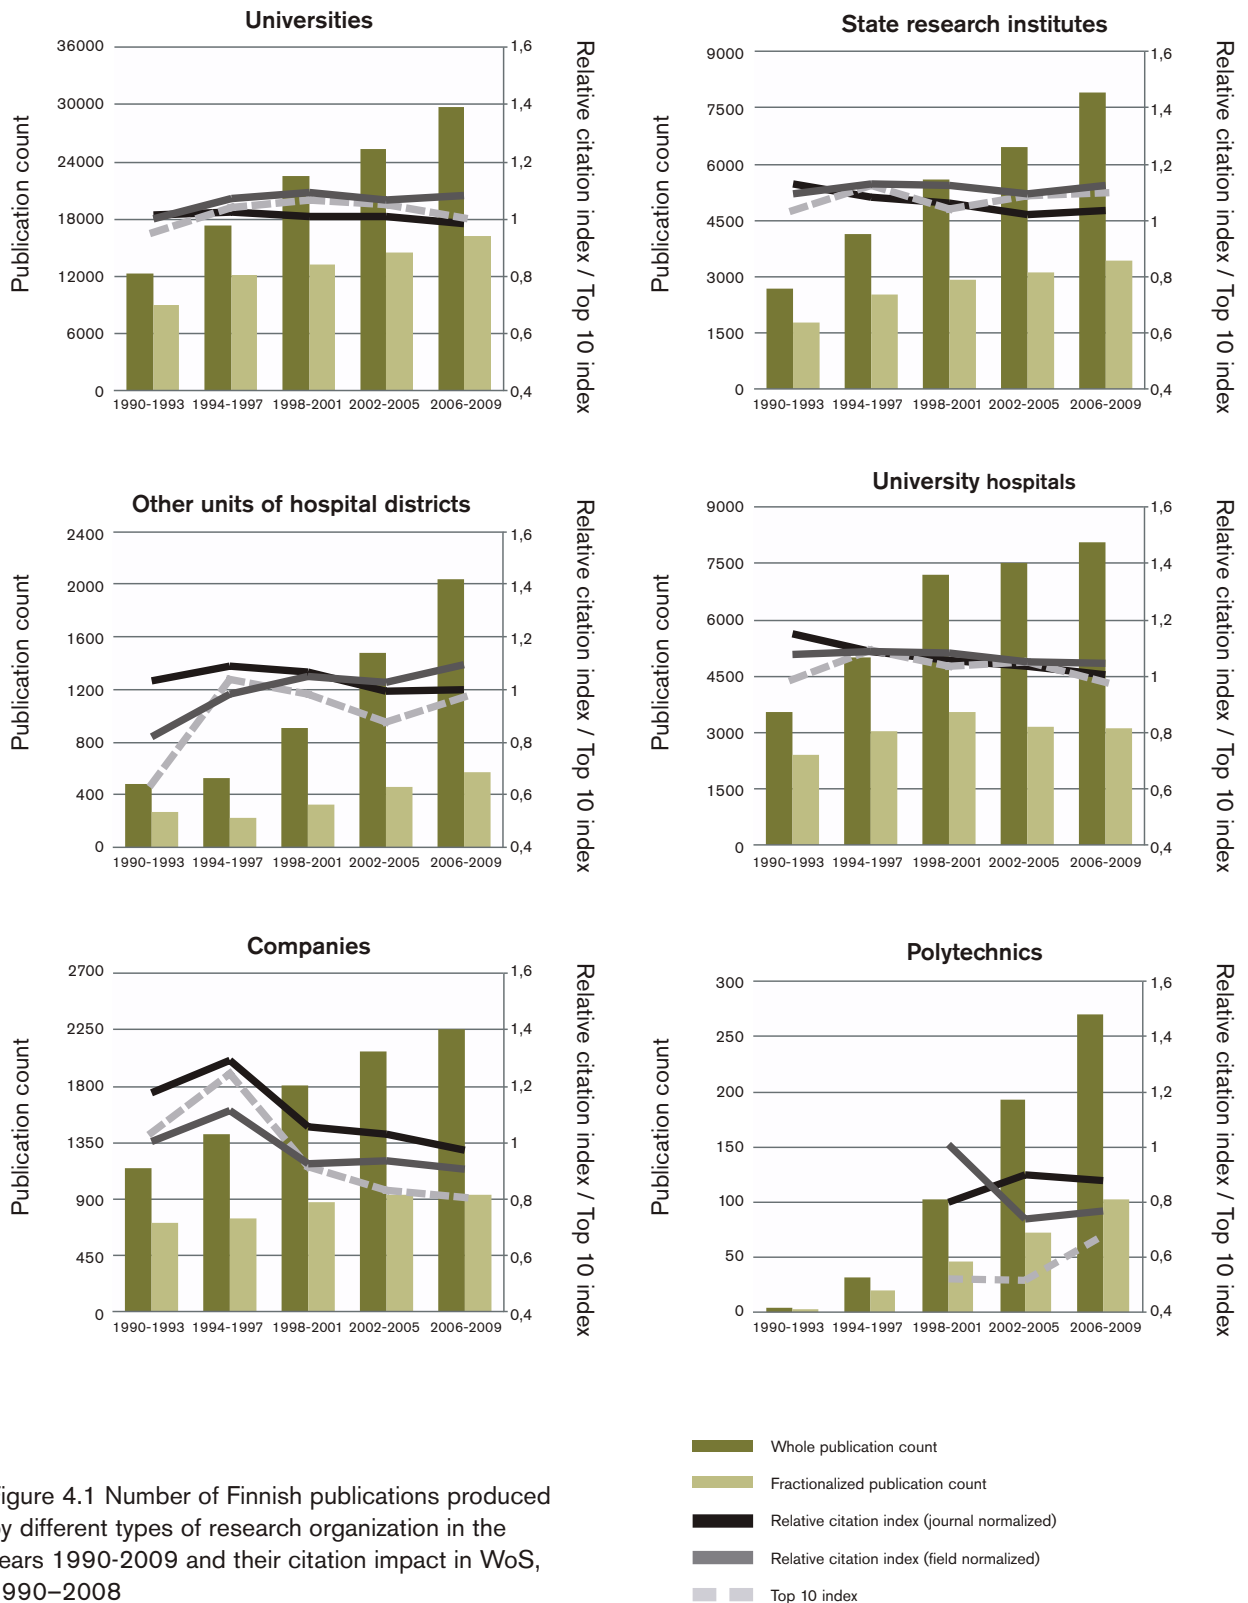 Universities
Publication count
36000
30000
24000
18000
12000
6000
0
1,6
1,4
1,2
1
0,8
0,6
0,4
Relative citation index / Top 10 index
1990-1993 1994-1997 1998-2001 2002-2005 2006-2009
State research institutes
Publication count
9000
7500
6000
4500
3000
1500
0
1,6
1,4
1,2
1
0,8
0,6
0,4
Relative citation index / Top 10 index
1990-1993 1994-1997 1998-2001 2002-2005 2006-2009
Other units of hospital districts
Publication count
2400
2000
1600
1200
800
400
0
1,6
1,4
1,2
1
0,8
0,6
0,4
Relative citation index / Top 10 index
1990-1993 1994-1997 1998-2001 2002-2005 2006-2009
University hospitals
Publication count
9000
7500
6000
4500
3000
1500
0
1,6
1,4
1,2
1
0,8
0,6
0,4
Relative citation index / Top 10 index
1990-1993 1994-1997 1998-2001 2002-2005 2006-2009
Companies
Publication count
2700
2250
1800
1350
900
450
0
1,6
1,4
1,2
1
0,8
0,6
0,4
Relative citation index / Top 10 index
1990-1993 1994-1997 1998-2001 2002-2005 2006-2009
Polytechnics
Publication count
300
250
200
150
100
50
0
1,6
1,4
1,2
1
0,8
0,6
0,4
Relative citation index / Top 10 index
1990-1993 1994-1997 1998-2001 2002-2005 2006-2009
Whole publication count
Fractionalized publication count
Relative citation index (journal normalized)
Relative citation index (field normalized)
Top 10 index
igure 4.1 Number of Finnish publications produced
y different types of research organization in the
ears 1990-2009 and their citation impact in WoS,
990–2008